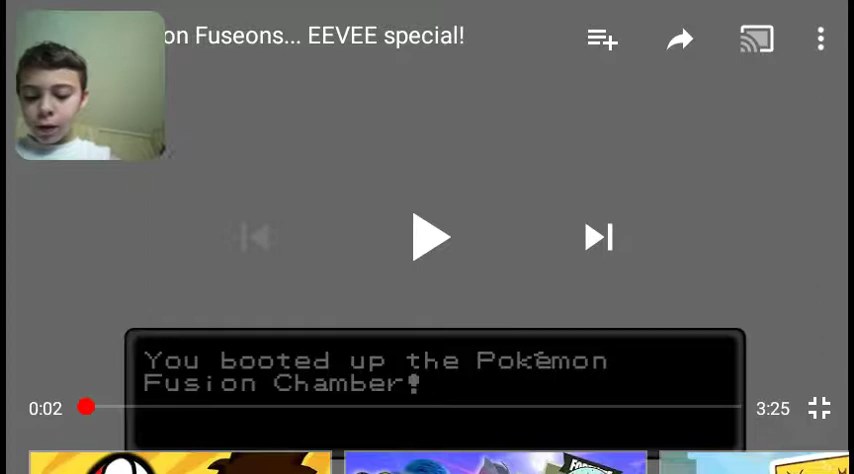 on Fuseons... EEVEE special!
You booted up the Pokémon
Fusion Chamber!
0:02
3:25